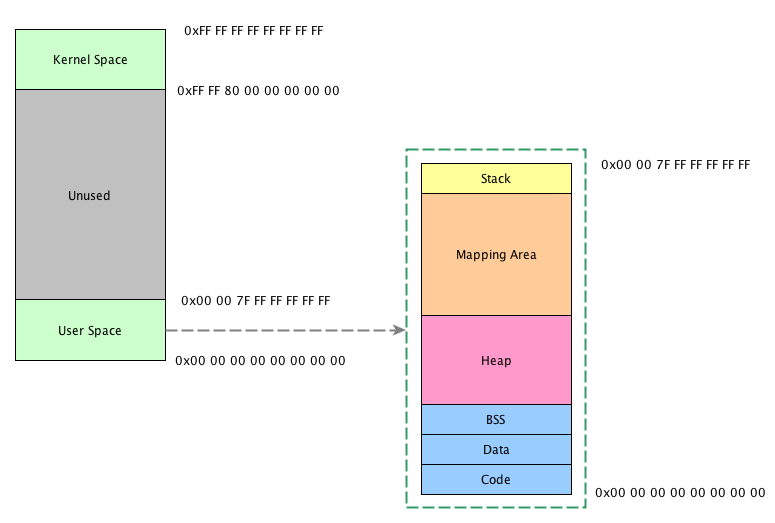 0xFF FF FF FF FF FF FF FF
Kernel Space
0xFF FF 80 00 00 00 00 00
Unused
0x00 00 7F FF FF FF FF FF
User Space
0x00 00 00 00 00 00 00 00
0x00 00 7F FF FF FF FF FF
Stack
Mapping Area
Heap
BSS
Data
Code
0x00 00 00 00 00 00 00 00